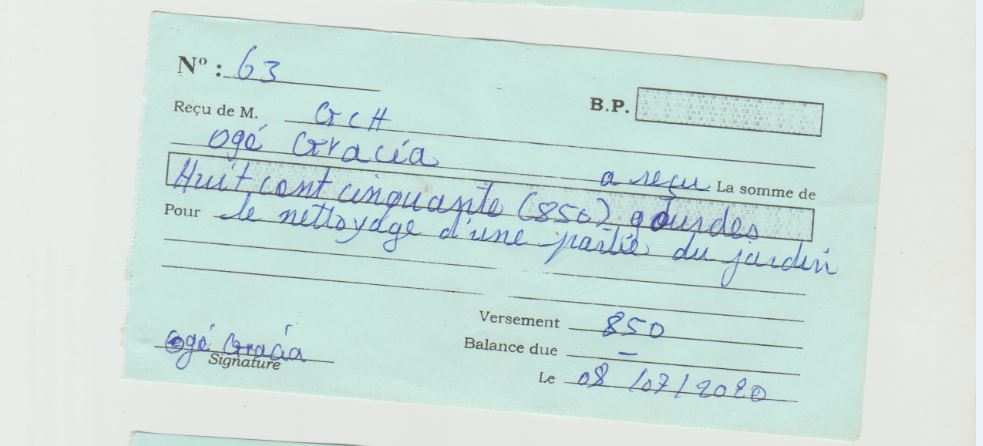 Nº : 63
B.P.
Reçu de M. GCH
Ogé Gracia
a reçu La somme de
Huit cent cinquante (850) gourdes
Pour le nettoyage d'une partie du jardin
Versement 850
Balance due –
Ogé Gracia
Signature
Le 08/07/2020